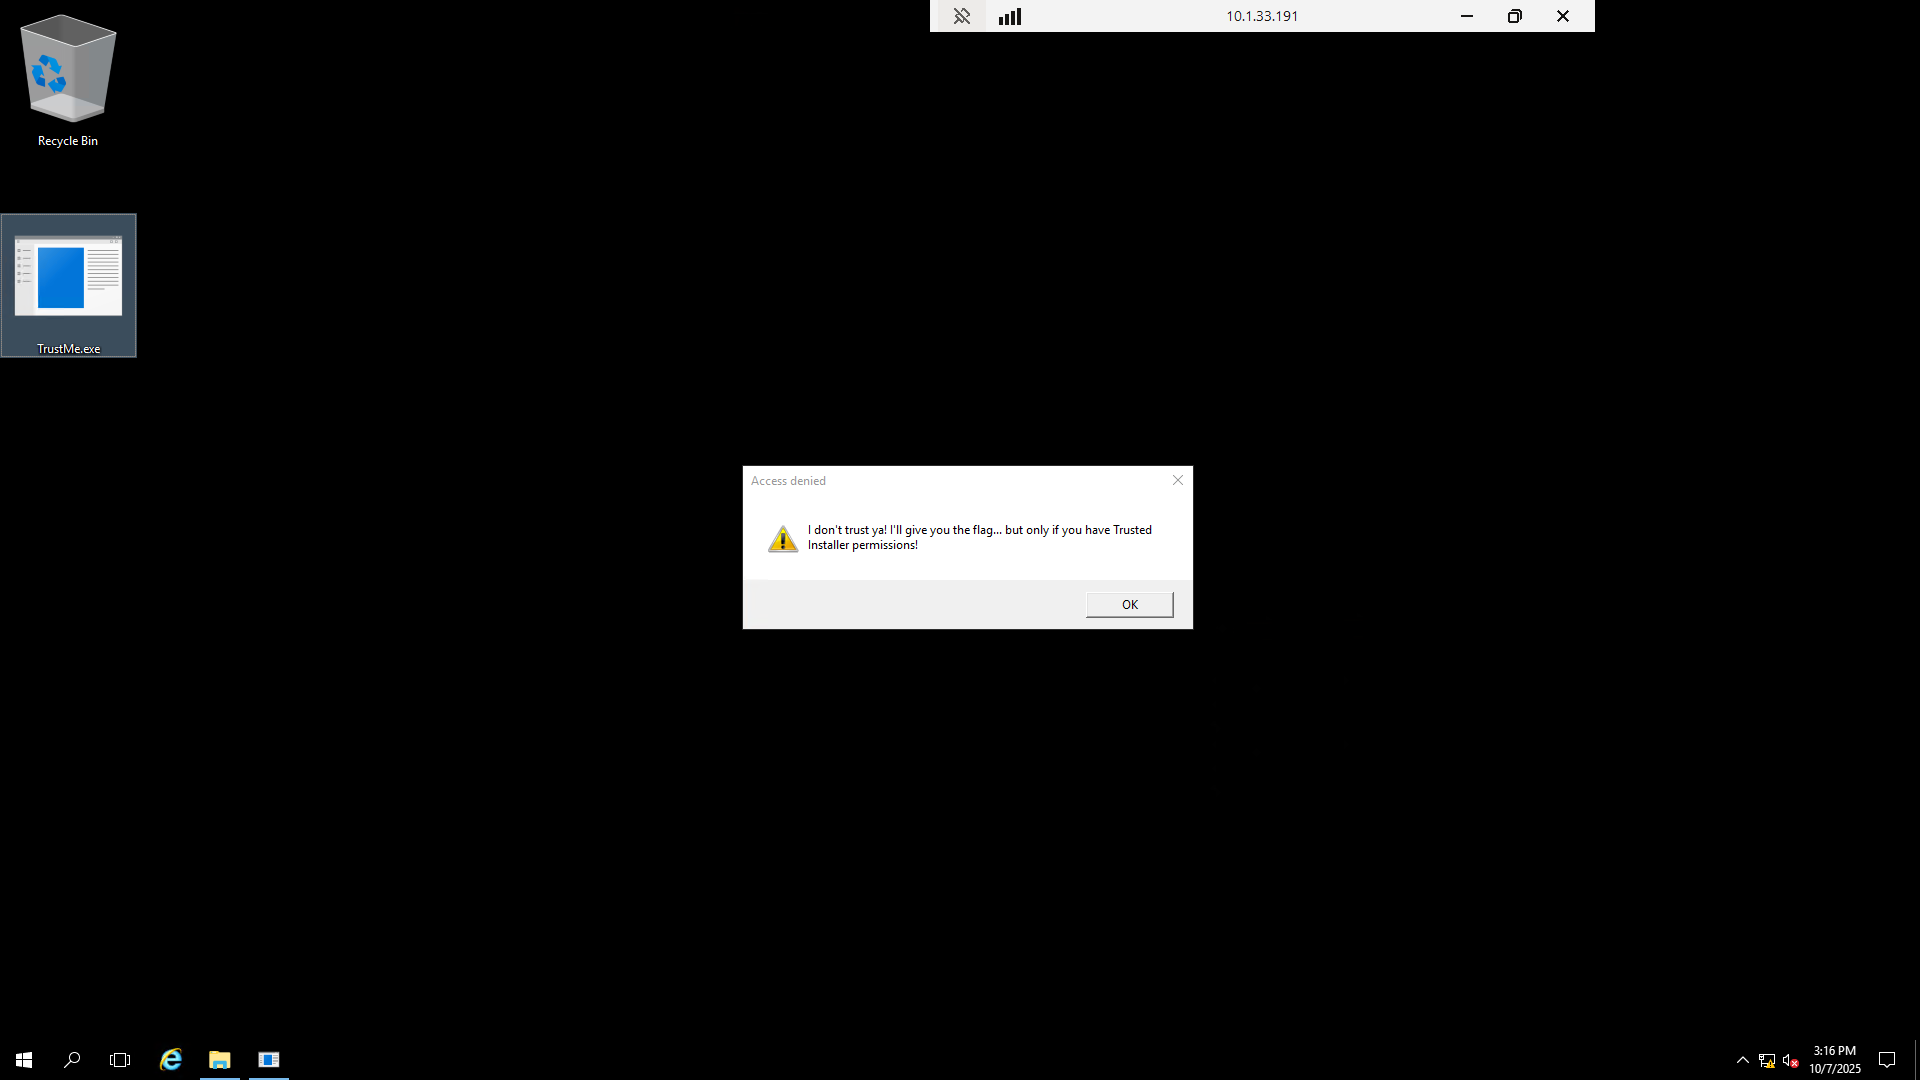 10.1.33.191
Recycle Bin
TrustMe.exe
Access denied
I don't trust ya! I'll give you the flag... but only if you have Trusted
Installer permissions!
OK
3:16 PM
10/7/2025